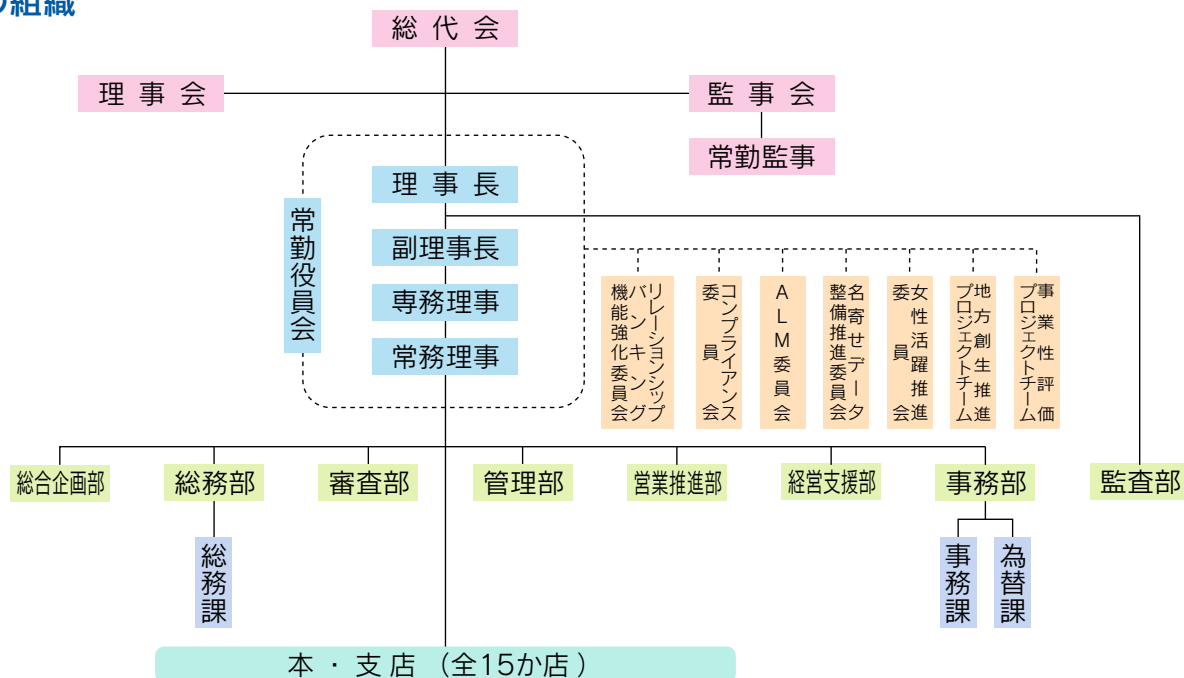 組織
総代会
理事会
監事会
常勤監事
理事長
常勤役員会
副理事長
専務理事
常務理事
リレーションシップ
バンキング
機能強化委員会
コンプライアンス
委員会
ALM委員会
名寄せデータ
整備推進委員会
女性活躍推進
委員会
地方創生推進
プロジェクトチーム
事業性評価
プロジェクトチーム
総合企画部
総務部
審査部
管理部
営業推進部
経営支援部
事務部
監査部
総務課
事務課
為替課
本・支店(全15か店)